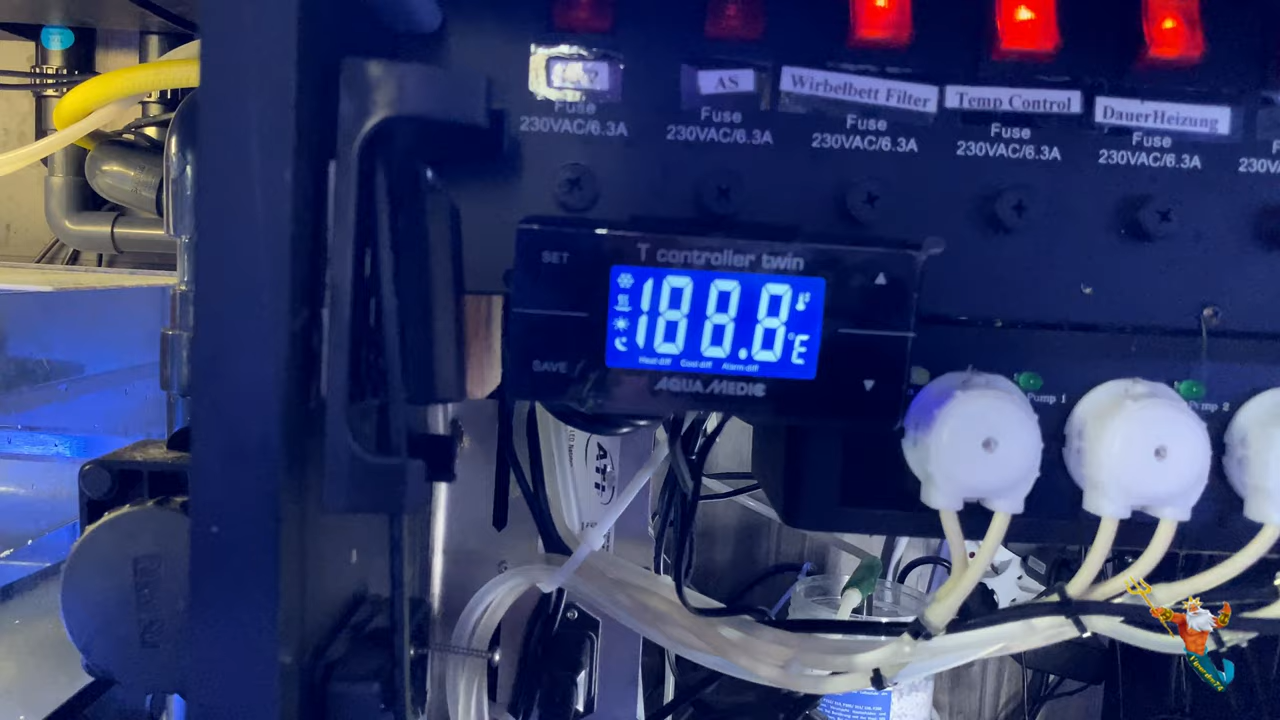 AS
Wirbelbett Filter
Temp Control
DauerHeizung
Fuse
230VAC/6.3A
Fuse
230VAC/6.3A
Fuse
230VAC/6.3A
Fuse
230VAC/6.3A
Fuse
230VAC/6.3A
230V
T controller twin
SET
188.8
°E
Heat-diff Cool-diff Alarm-diff
SAVE
AQUA MEDIC
Pump 1
Pump 2
ATI